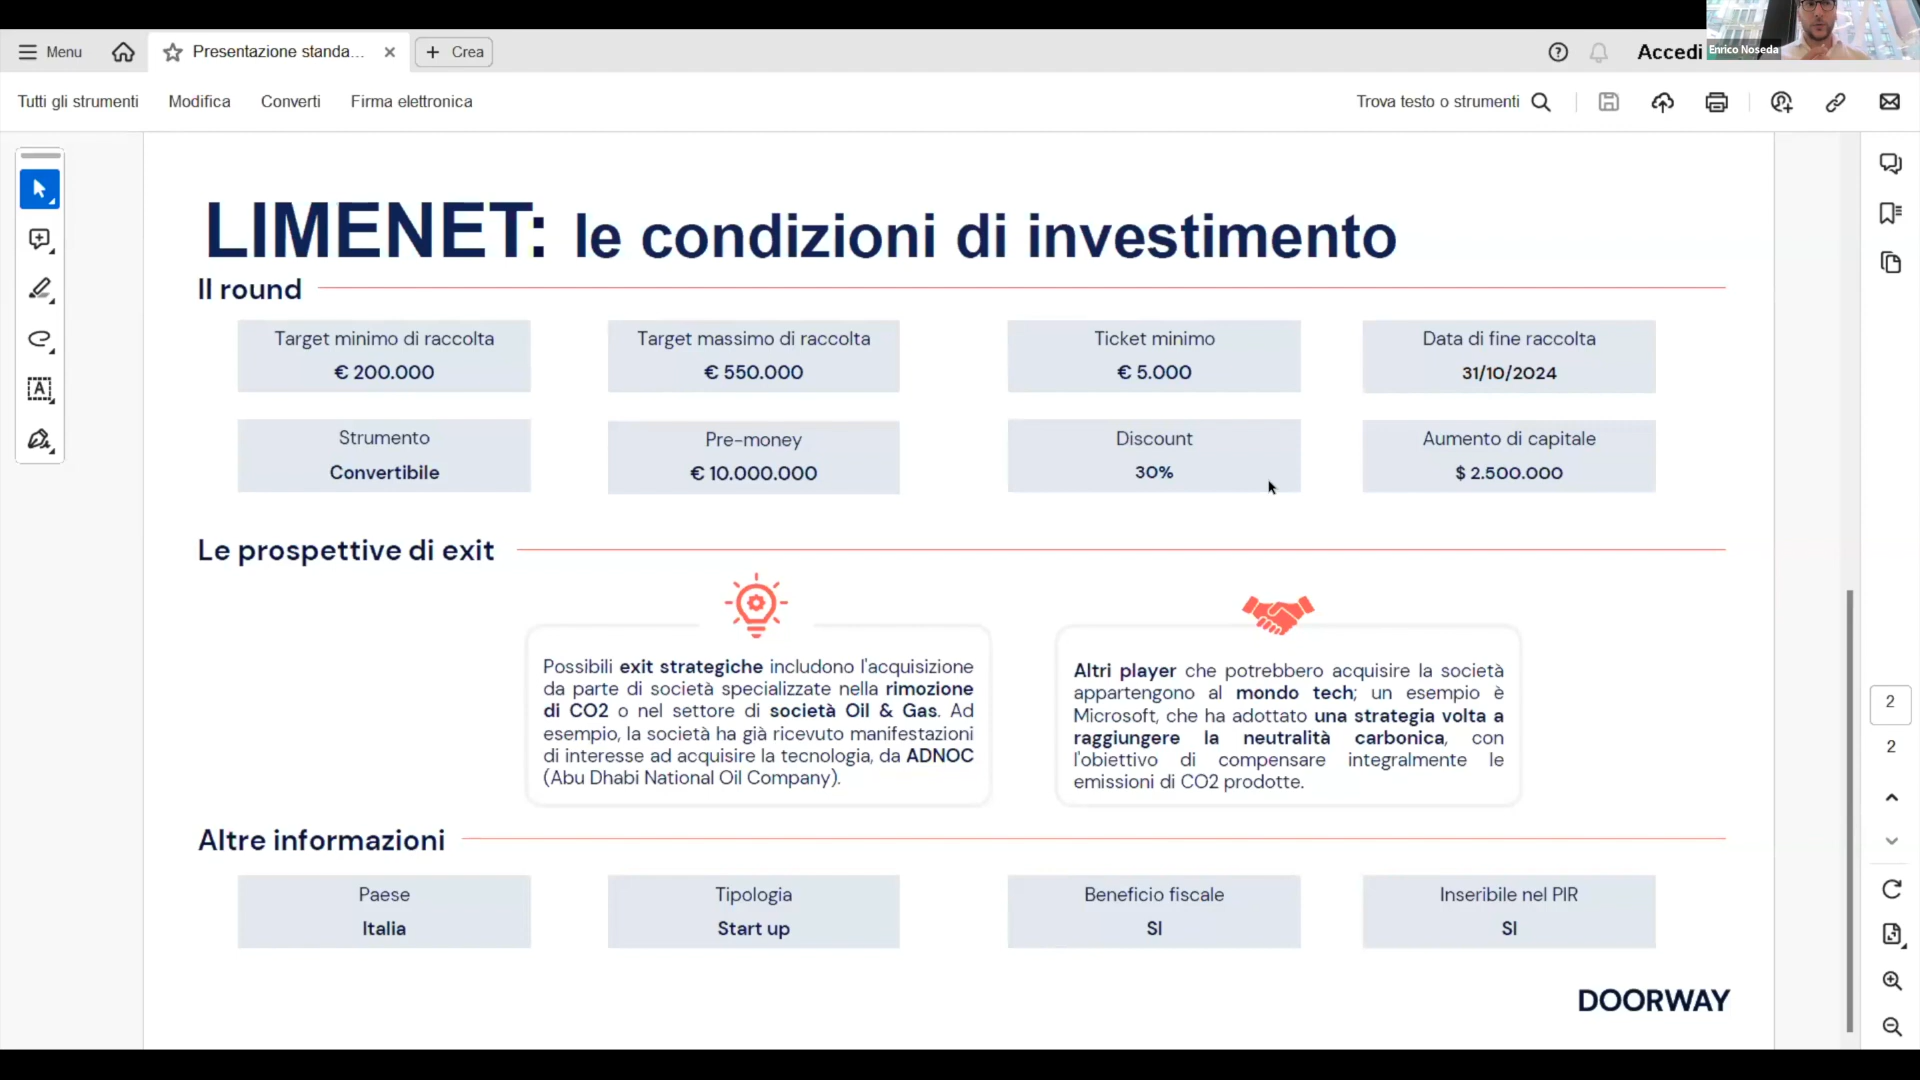 Menu
Presentazione standa...
Crea
Accedi
Enrico Noseda
Tutti gli strumenti
Modifica
Converti
Firma elettronica
Trova testo o strumenti
LIMENET: le condizioni di investimento
Il round
Target minimo di raccolta
€ 200.000
Target massimo di raccolta
€ 550.000
Ticket minimo
€ 5.000
Data di fine raccolta
31/10/2024
Strumento
Convertibile
Pre-money
€ 10.000.000
Discount
30%
Aumento di capitale
$ 2.500.000
Le prospettive di exit
Possibili exit strategiche includono l'acquisizione
da parte di società specializzate nella rimozione
di CO2 o nel settore di società Oil & Gas. Ad
esempio, la società ha già ricevuto manifestazioni
di interesse ad acquisire la tecnologia, da ADNOC
(Abu Dhabi National Oil Company).
Altri player che potrebbero acquisire la società
appartengono al mondo tech; un esempio è
Microsoft, che ha adottato una strategia volta a
raggiungere la neutralità carbonica, con
l'obiettivo di compensare integralmente le
emissioni di CO2 prodotte.
Altre informazioni
Paese
Italia
Tipologia
Start up
Beneficio fiscale
SI
Inseribile nel PIR
SI
DOORWAY
2
2